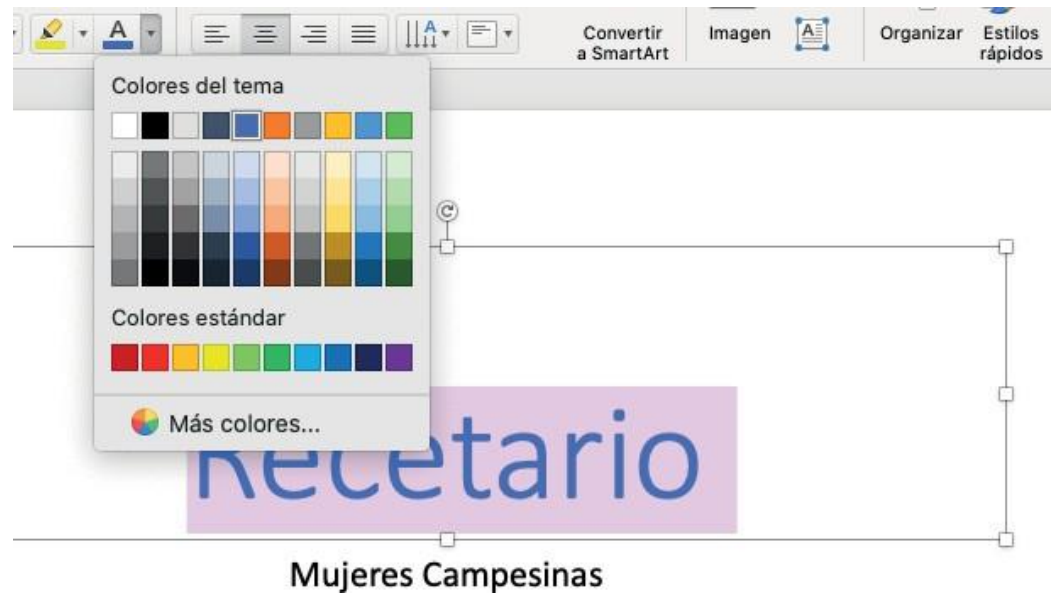 A
A
Convertir
a SmartArt
Imagen
A
Organizar
Estilos
rápidos
Colores del tema
Colores estándar
Más colores...
Recetario
Mujeres Campesinas